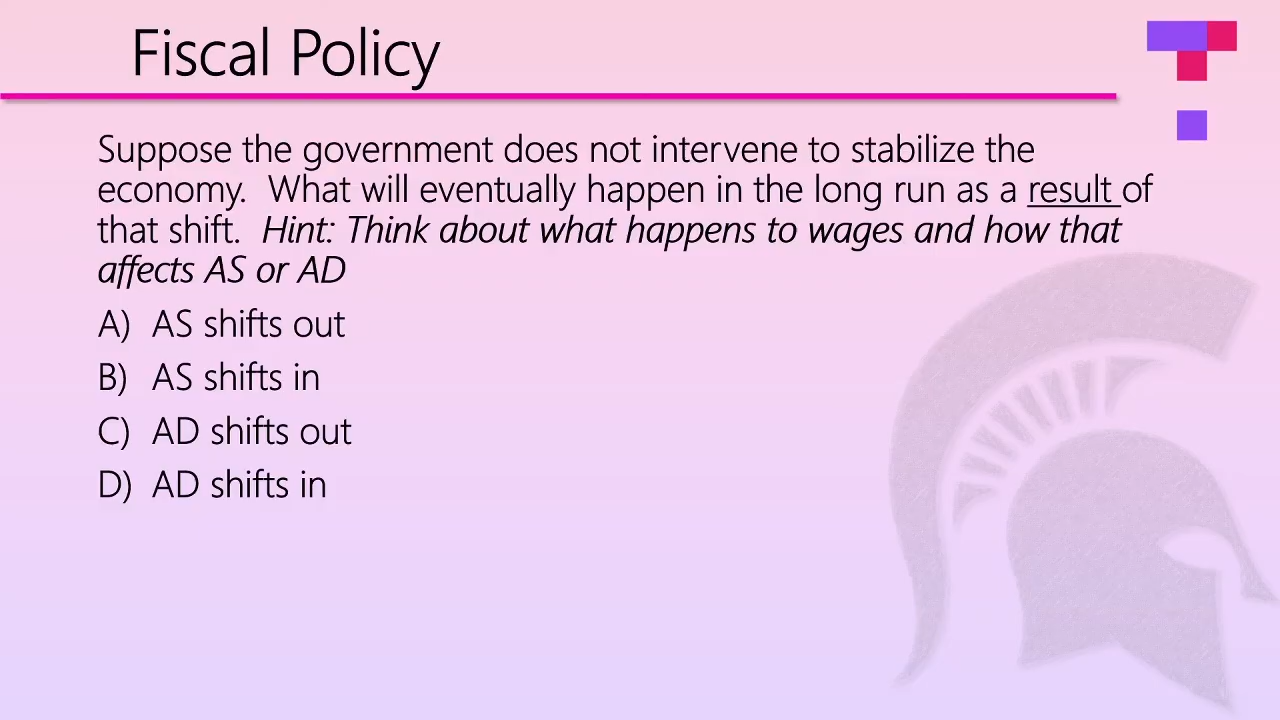 Fiscal Policy
Suppose the government does not intervene to stabilize the
economy.  What will eventually happen in the long run as a result of
that shift.  Hint: Think about what happens to wages and how that
affects AS or AD
A)  AS shifts out
B)  AS shifts in
C)  AD shifts out
D)  AD shifts in